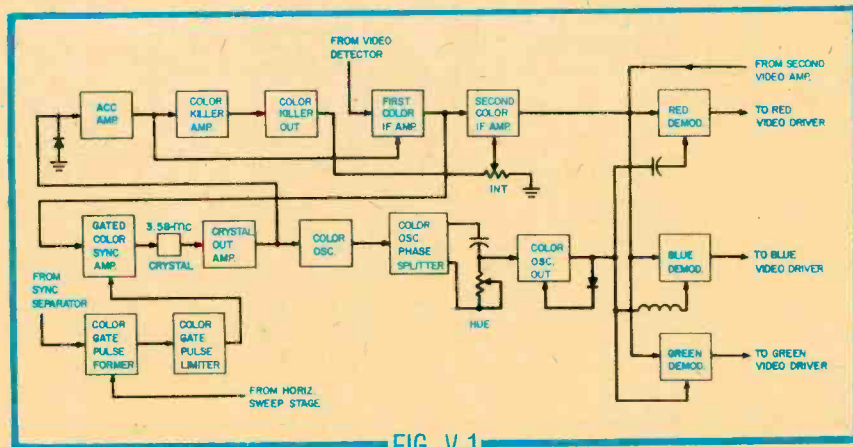 FROM VIDEO
DETECTOR
FROM SECOND
VIDEO AMP.
ACC
AMP.
COLOR
KILLER
AMP.
COLOR
KILLER
OUT
FIRST
COLOR
IF AMP.
SECOND
COLOR
IF AMP.
RED
DEMOD.
TO RED
VIDEO DRIVER
INT
GATED
COLOR
SYNC
AMP.
3.58-MC
CRYSTAL
CRYSTAL
OUT
AMP.
COLOR
OSC.
COLOR
OSC.
PHASE
SPLITTER
COLOR
OSC.
OUT
BLUE
DEMOD.
TO BLUE
VIDEO DRIVER
HUE
FROM
SYNC
SEPARATOR
COLOR
GATE
PULSE
FORMER
COLOR
GATE
PULSE
LIMITER
GREEN
DEMOD.
TO GREEN
VIDEO DRIVER
FROM HORIZ.
SWEEP STAGE
FIG. V-1